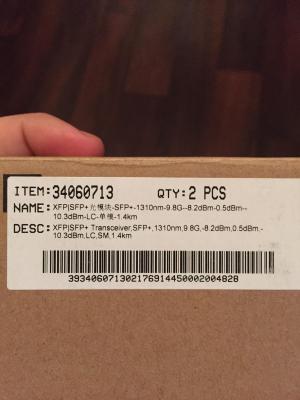 ITEM:34060713 QTY: 2 PCS
NAME: XFP|SFP+光模块-SFP+-1310nm-9.8G--8.2dBm-0.5dBm--
10.3dBm-LC-单模-1.4km
DESC: XFP|SFP+ Transceiver,SFP+,1310nm,9.8G,-8.2dBm,0.5dBm,-
10.3dBm,LC,SM,1.4km
393406071302176914450002004828